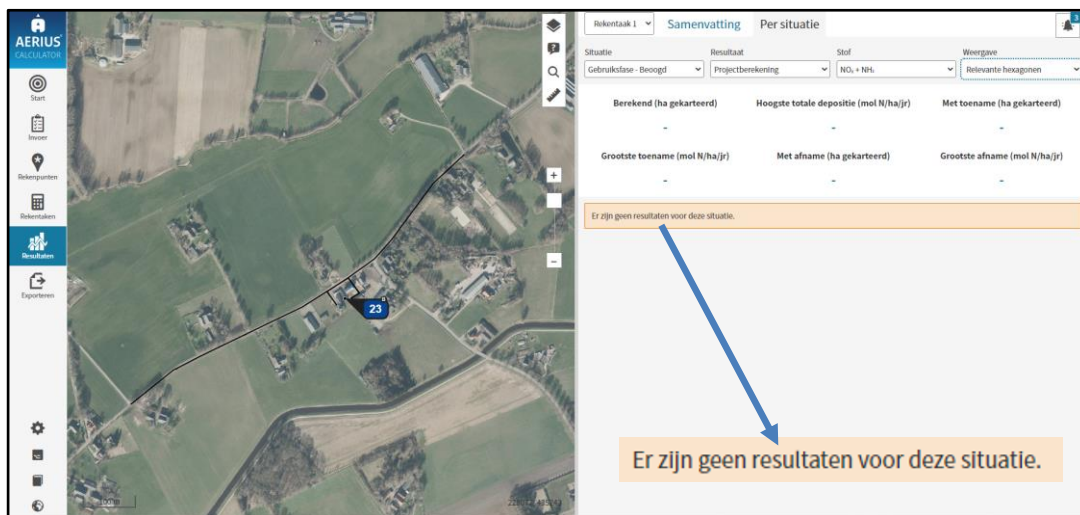 AERIUS
CALCULATOR
Start
Invoer
Rekenpunten
Rekentaken
Resultaten
Exporteren
+
−
23
100 m
Rekentaak 1
Samenvatting
Per situatie
3
Situatie
Resultaat
Stof
Weergave
Gebruiksfase - Beoogd
Projectberekening
NOₓ + NH₃
Relevante hexagonen
Berekend (ha gekarteerd)
Hoogste totale depositie (mol N/ha/jr)
Met toename (ha gekarteerd)
-
-
-
Grootste toename (mol N/ha/jr)
Met afname (ha gekarteerd)
Grootste afname (mol N/ha/jr)
-
-
-
Er zijn geen resultaten voor deze situatie.
Er zijn geen resultaten voor deze situatie.